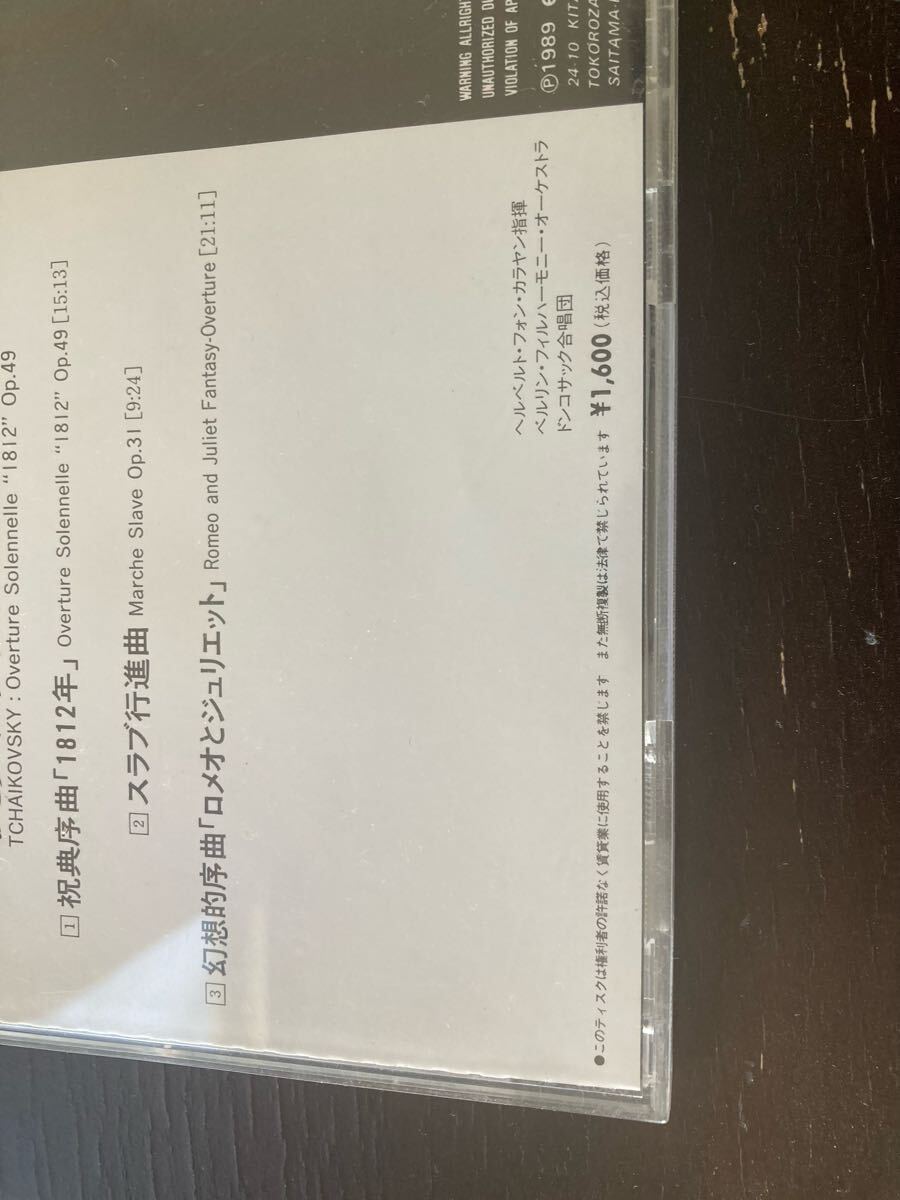 TCHAIKOVSKY : Overture Solennelle “1812” Op.49
1 祝典序曲「1812年」 Overture Solennelle “1812” Op.49 [15:13]
2 スラブ行進曲 Marche Slave Op.31 [9:24]
3 幻想的序曲「ロメオとジュリエット」 Romeo and Juliet Fantasy-Overture [21:11]
ヘルベルト・フォン・カラヤン指揮
ベルリン・フィルハーモニー・オーケストラ
ドンコサック合唱団
●このディスクは権利者の許諾なく賃貸業に使用することを禁じます また無断複製は法律で禁じられています ¥1,600(税込価格)
WARNING ALLRIGHT
UNAUTHORIZED DU
VIOLATION OF AP
Ⓟ1989
24-10 KIT
TOKOROZA
SAITAMA-